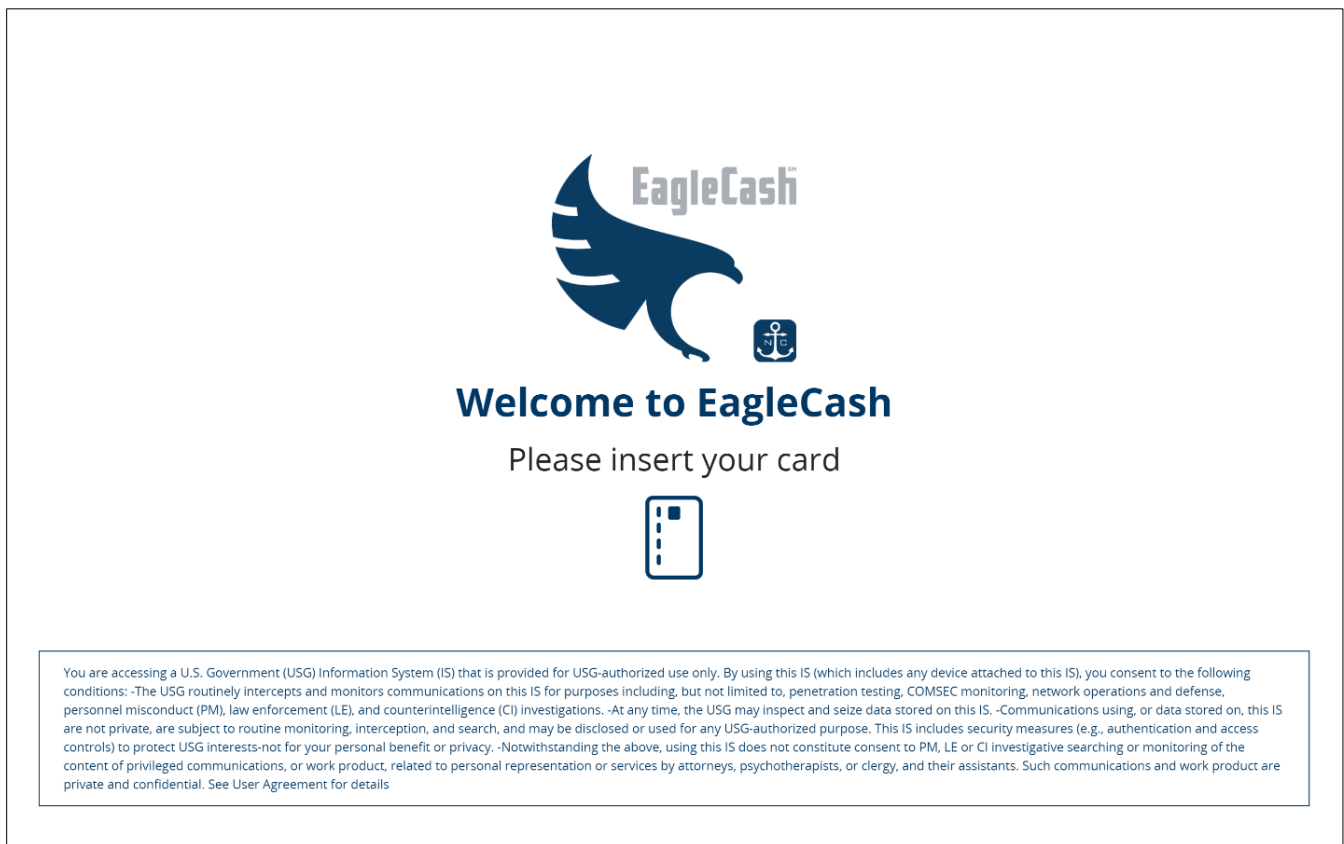 EagleCash℠
N C
Welcome to EagleCash
Please insert your card
You are accessing a U.S. Government (USG) Information System (IS) that is provided for USG-authorized use only. By using this IS (which includes any device attached to this IS), you consent to the following
conditions: -The USG routinely intercepts and monitors communications on this IS for purposes including, but not limited to, penetration testing, COMSEC monitoring, network operations and defense,
personnel misconduct (PM), law enforcement (LE), and counterintelligence (CI) investigations. -At any time, the USG may inspect and seize data stored on this IS. -Communications using, or data stored on, this IS
are not private, are subject to routine monitoring, interception, and search, and may be disclosed or used for any USG-authorized purpose. This IS includes security measures (e.g., authentication and access
controls) to protect USG interests-not for your personal benefit or privacy. -Notwithstanding the above, using this IS does not constitute consent to PM, LE or CI investigative searching or monitoring of the
content of privileged communications, or work product, related to personal representation or services by attorneys, psychotherapists, or clergy, and their assistants. Such communications and work product are
private and confidential. See User Agreement for details